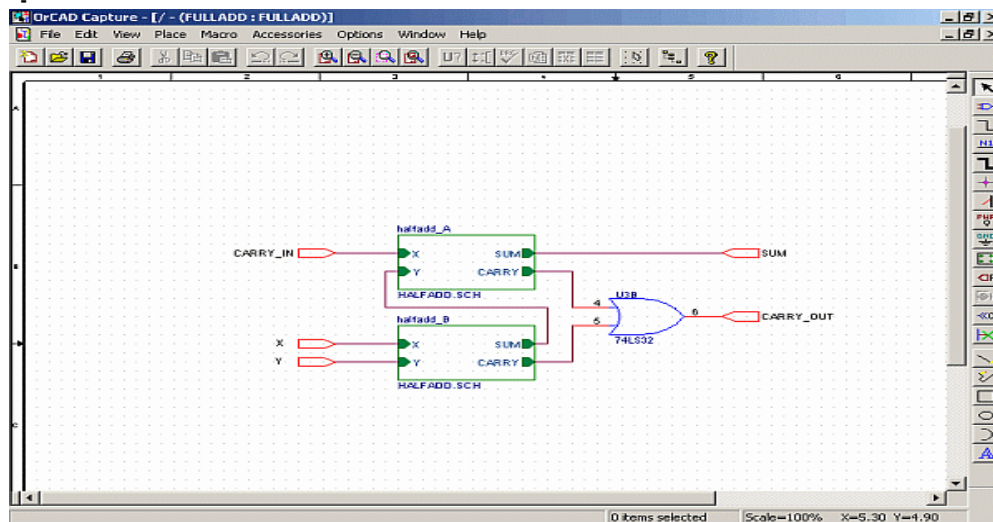 OrCAD Capture - [/ - (FULLADD : FULLADD)]
File Edit View Place Macro Accessories Options Window Help
U?
1 2 3 4 5 6
A
N1
halfadd_A
CARRY_IN X SUM SUM
B
Y CARRY
HALFADD.SCH
U3B
4 6 CARRY_OUT
halfadd_B 5
74LS32
X X SUM
Y Y CARRY
HALFADD.SCH
C
A
0 items selected Scale=100% X=5.30 Y=4.90